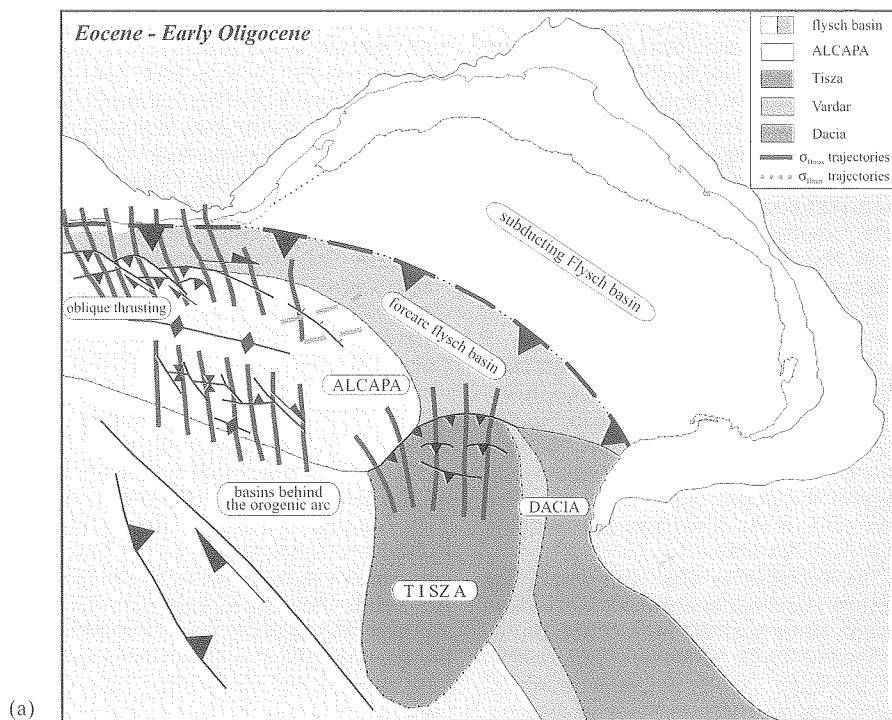 Eocene - Early Oligocene
flysch basin
ALCAPA
Tisza
Vardar
Dacia
σHmax trajectories
σHmin trajectories
subducting Flysch basin
oblique thrusting
forearc flysch basin
ALCAPA
basins behind
the orogenic arc
DACIA
TISZA
(a)